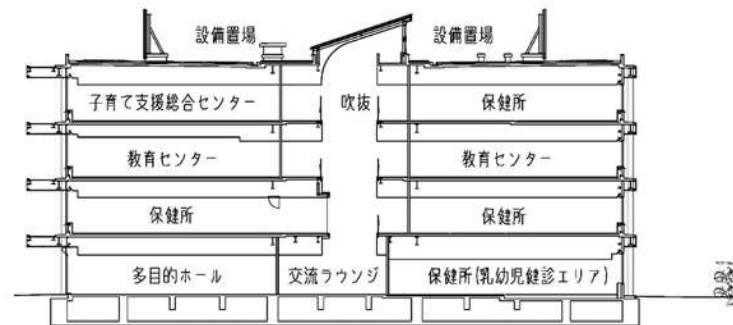 設備置場
設備置場
子育て支援総合センター
吹抜
保健所
教育センター
教育センター
保健所
保健所
多目的ホール
交流ラウンジ
保健所(乳幼児健診エリア)